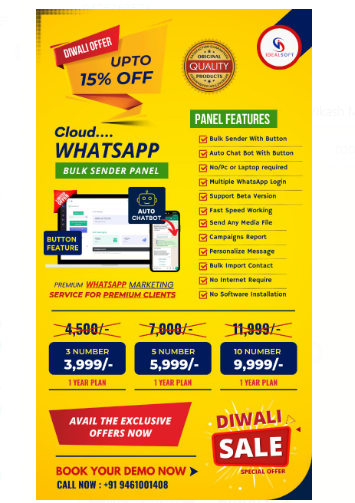 DIWALI OFFER
UPTO
15% OFF
ORIGINAL
QUALITY
PRODUCTS
IDEALSOFT
Cloud....
WHATSAPP
BULK SENDER PANEL
AUTO
CHATBOT
BUTTON
FEATURE
PREMIUM WHATSAPP MARKETING
SERVICE FOR PREMIUM CLIENTS
PANEL FEATURES
Bulk Sender With Button
Auto Chat Bot With Button
No/Pc or Laptop required
Multiple WhatsApp Login
Support Beta Version
Fast Speed Working
Send Any Media File
Campaigns Report
Personalize Message
Bulk Import Contact
No Internet Require
No Software Installation
4,500/- 7,000/- 11,999/-
3 NUMBER 5 NUMBER 10 NUMBER
3,999/- 5,999/- 9,999/-
1 YEAR PLAN 1 YEAR PLAN 1 YEAR PLAN
AVAIL THE EXCLUSIVE
OFFERS NOW
DIWALI
SALE
SPECIAL OFFER
BOOK YOUR DEMO NOW
CALL NOW : +91 9461001408